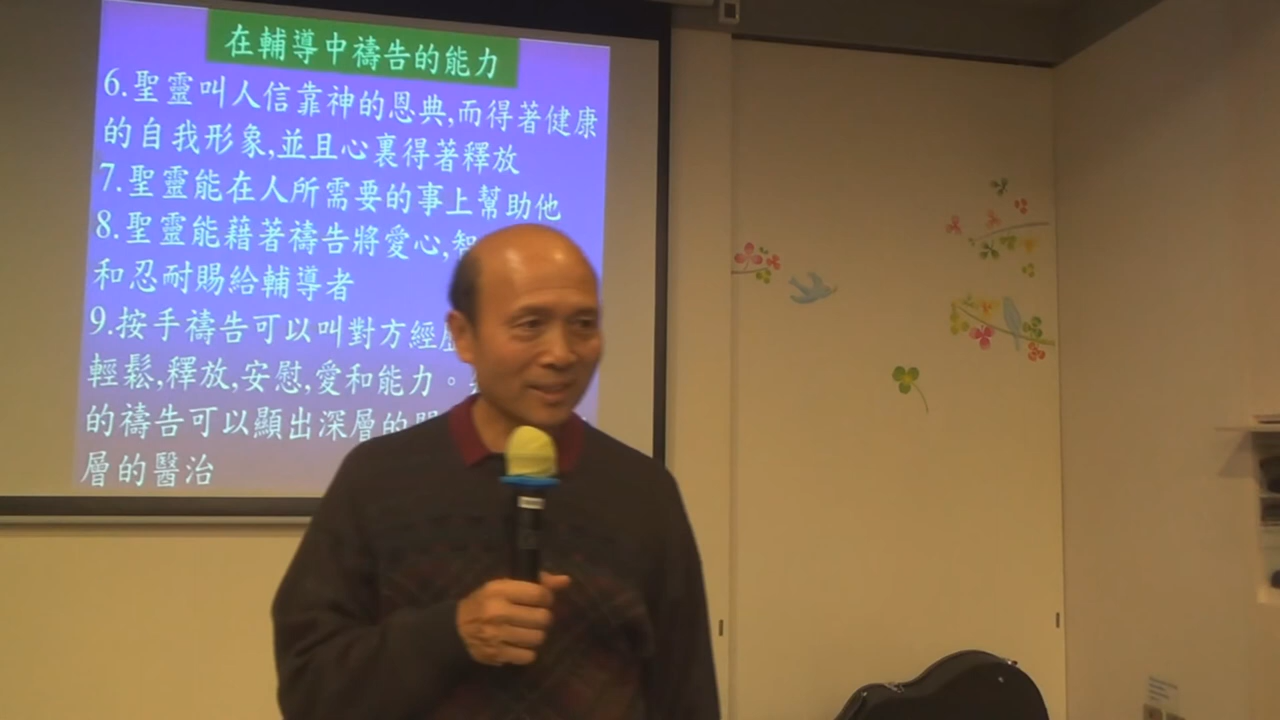 在輔導中禱告的能力
6.聖靈叫人信靠神的恩典,而得著健康
的自我形象,並且心裏得著釋放
7.聖靈能在人所需要的事上幫助他
8.聖靈能藉著禱告將愛心,智
和忍耐賜給輔導者
9.按手禱告可以叫對方經
輕鬆,釋放,安慰,愛和能力。
的禱告可以顯出深層的
層的醫治